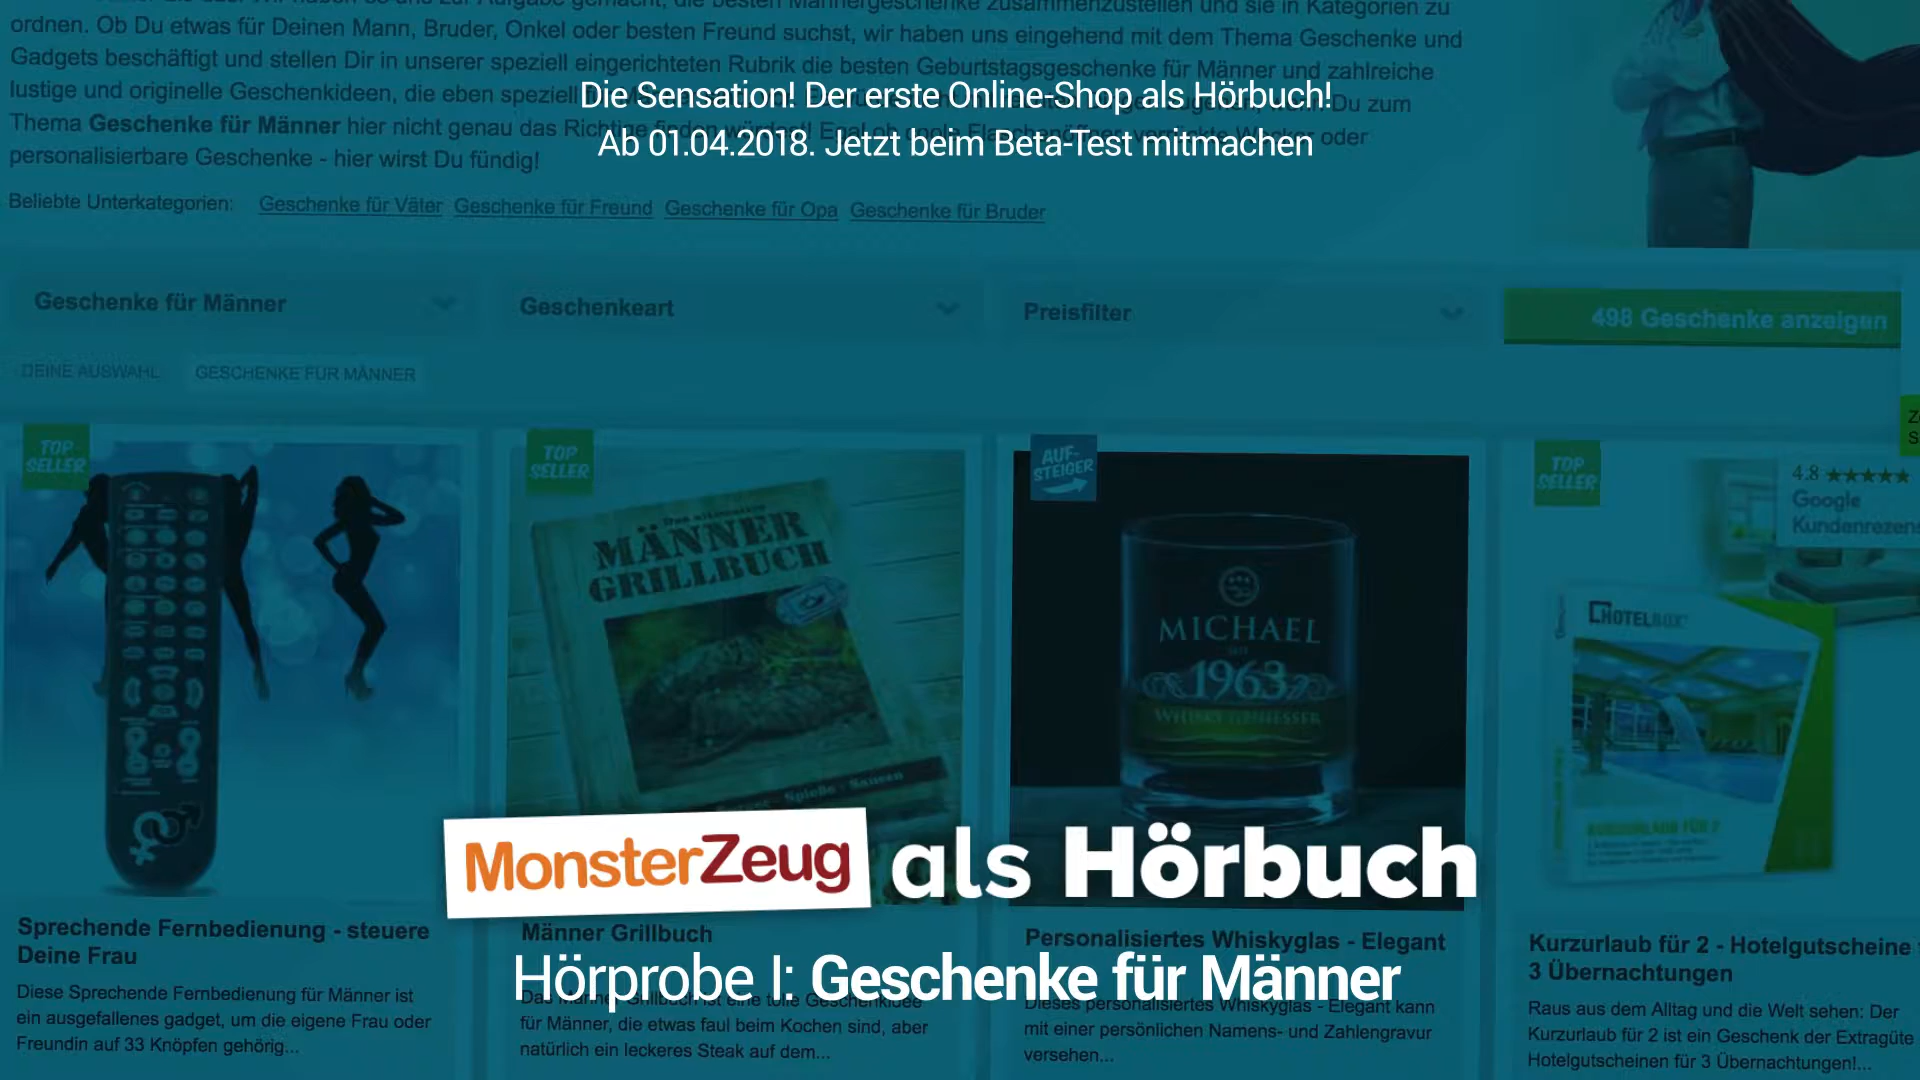 ordnen. Ob Du etwas für Deinen Mann, Bruder, Onkel oder besten Freund suchst, wir haben uns eingehend mit dem Thema Geschenke und
Gadgets beschäftigt und stellen Dir in unserer speziell eingerichteten Rubrik die besten Geburtstagsgeschenke für Männer und zahlreiche
lustige und originelle Geschenkideen, die eben speziell
Du zum
Die Sensation! Der erste Online-Shop als Hörbuch!
Thema Geschenke für Männer hier nicht genau das
oder
Ab 01.04.2018. Jetzt beim Beta-Test mitmachen
personalisierbare Geschenke - hier wirst Du fündig!
Beliebte Unterkategorien: Geschenke für Väter Geschenke für Freund Geschenke für Opa Geschenke für Bruder
Geschenke für Männer
Geschenkeart
Preisfilter
498 Geschenke anzeigen
DEINE AUSWAHL
GESCHENKE FÜR MÄNNER
TOP
SELLER
TOP
SELLER
AUF-
STEIGER
TOP
SELLER
4.8
Google
MÄNNER
GRILLBUCH
MICHAEL
1963
HOTELBOX
Spieße - Saucen
MonsterZeug als Hörbuch
Hörprobe I: Geschenke für Männer
Sprechende Fernbedienung - steuere
Deine Frau
Diese Sprechende Fernbedienung für Männer ist
ein ausgefallenes gadget, um die eigene Frau oder
Freundin auf 33 Knöpfen gehörig...
Männer Grillbuch
für Männer, die etwas faul beim Kochen sind, aber
natürlich ein leckeres Steak auf dem...
Personalisiertes Whiskyglas - Elegant
Dieses personalisiertes Whiskyglas - Elegant kann
mit einer persönlichen Namens- und Zahlengravur
versehen...
Kurzurlaub für 2 - Hotelgutscheine
3 Übernachtungen
Raus aus dem Alltag und die Welt sehen: Der
Kurzurlaub für 2 ist ein Geschenk der Extragüte
Hotelgutscheinen für 3 Übernachtungen!...